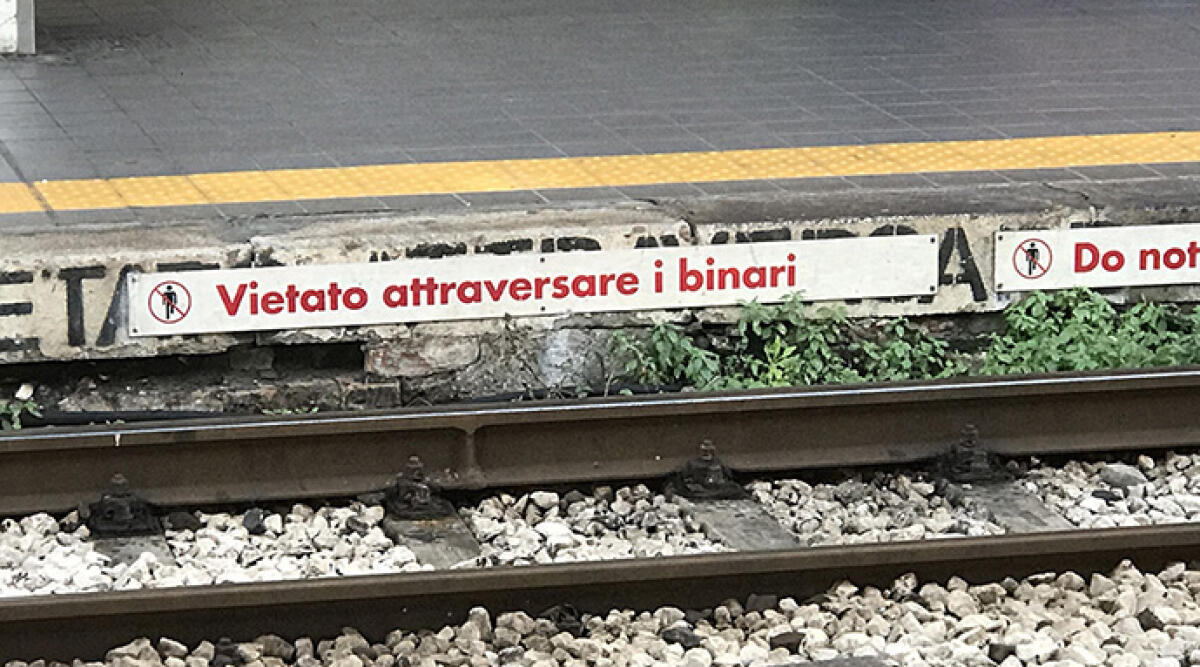 Vietato attraversare i binari
Do not